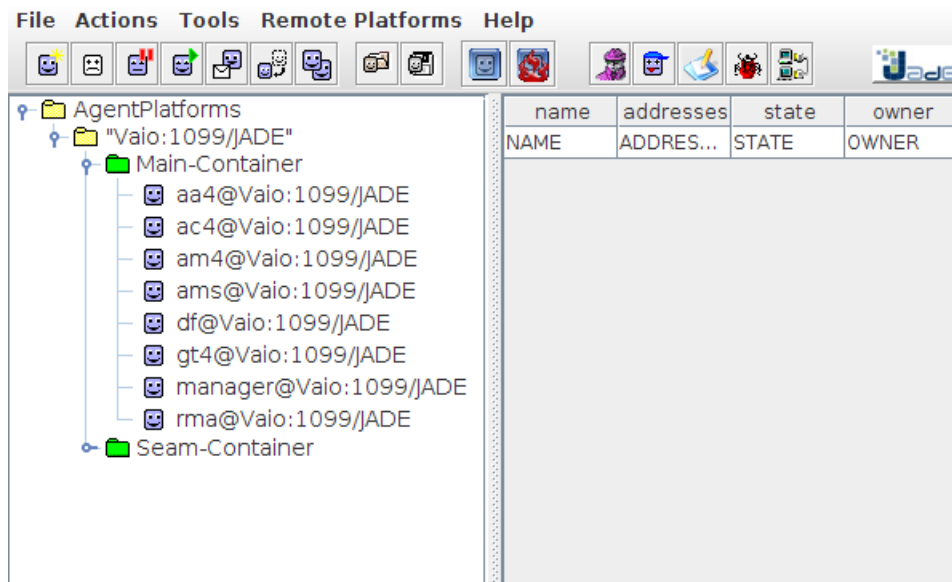 File Actions Tools Remote Platforms Help
Jade
AgentPlatforms
"Vaio:1099/JADE"
Main-Container
aa4@Vaio:1099/JADE
ac4@Vaio:1099/JADE
am4@Vaio:1099/JADE
ams@Vaio:1099/JADE
df@Vaio:1099/JADE
gt4@Vaio:1099/JADE
manager@Vaio:1099/JADE
rma@Vaio:1099/JADE
Seam-Container
name addresses state owner
NAME ADDRES... STATE OWNER